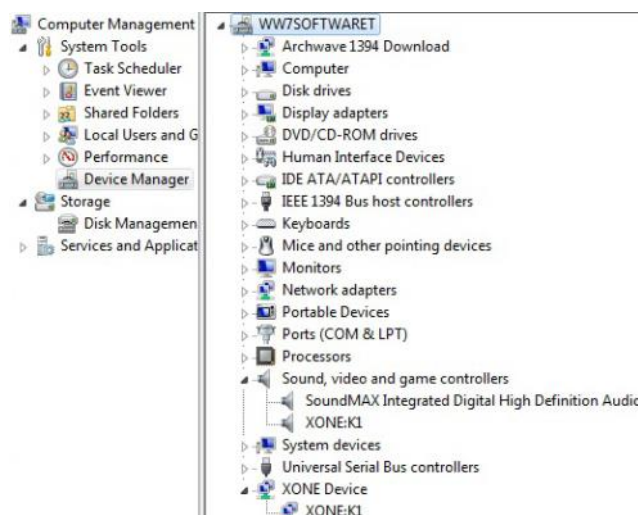 Computer Management
System Tools
Task Scheduler
Event Viewer
Shared Folders
Local Users and G
Performance
Device Manager
Storage
Disk Managemen
Services and Applicat
WW7SOFTWARET
Archwave 1394 Download
Computer
Disk drives
Display adapters
DVD/CD-ROM drives
Human Interface Devices
IDE ATA/ATAPI controllers
IEEE 1394 Bus host controllers
Keyboards
Mice and other pointing devices
Monitors
Network adapters
Portable Devices
Ports (COM & LPT)
Processors
Sound, video and game controllers
SoundMAX Integrated Digital High Definition Audio
XONE:K1
System devices
Universal Serial Bus controllers
XONE Device
XONE:K1